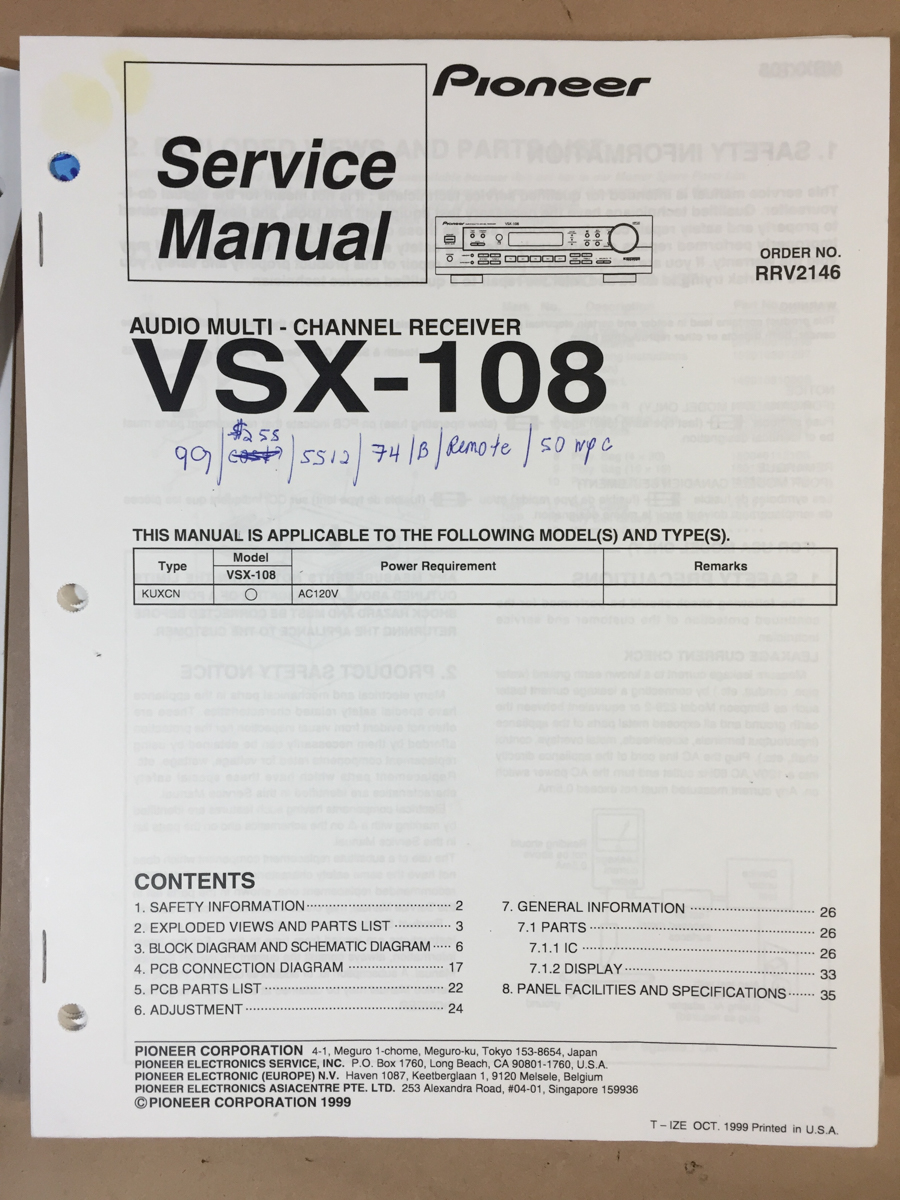 Pioneer
Service
Manual
ORDER NO.
RRV2146
AUDIO MULTI - CHANNEL RECEIVER
VSX-108
$255
99 / / 5512 / 74 / B / Remote / 50 wpc
THIS MANUAL IS APPLICABLE TO THE FOLLOWING MODEL(S) AND TYPE(S).
Type Model Power Requirement Remarks
VSX-108
KUXCN ○ AC120V
CONTENTS
1. SAFETY INFORMATION 2
2. EXPLODED VIEWS AND PARTS LIST 3
3. BLOCK DIAGRAM AND SCHEMATIC DIAGRAM 6
4. PCB CONNECTION DIAGRAM 17
5. PCB PARTS LIST 22
6. ADJUSTMENT 24
7. GENERAL INFORMATION 26
7.1 PARTS 26
7.1.1 IC 26
7.1.2 DISPLAY 33
8. PANEL FACILITIES AND SPECIFICATIONS 35
PIONEER CORPORATION 4-1, Meguro 1-chome, Meguro-ku, Tokyo 153-8654, Japan
PIONEER ELECTRONICS SERVICE, INC. P.O. Box 1760, Long Beach, CA 90801-1760, U.S.A.
PIONEER ELECTRONIC (EUROPE) N.V. Haven 1087, Keetberglaan 1, 9120 Melsele, Belgium
PIONEER ELECTRONICS ASIACENTRE PTE. LTD. 253 Alexandra Road, #04-01, Singapore 159936
© PIONEER CORPORATION 1999
T – IZE OCT. 1999 Printed in U.S.A.